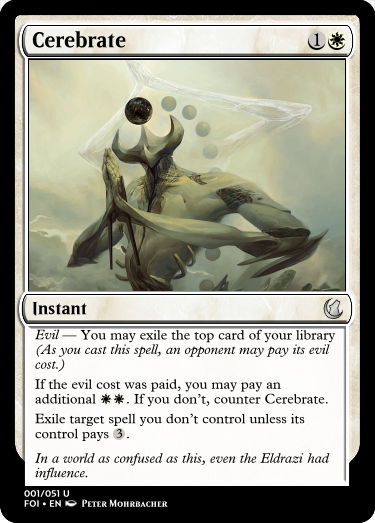 Cerebrate
1
Instant
Evil — You may exile the top card of your library
(As you cast this spell, an opponent may pay its evil
cost.)
If the evil cost was paid, you may pay an
additional. If you don't, counter Cerebrate.
Exile target spell you don't control unless its
control pays 3.
In a world as confused as this, even the Eldrazi had
influence.
001/051 U
FOI • EN Peter Mohrbacher